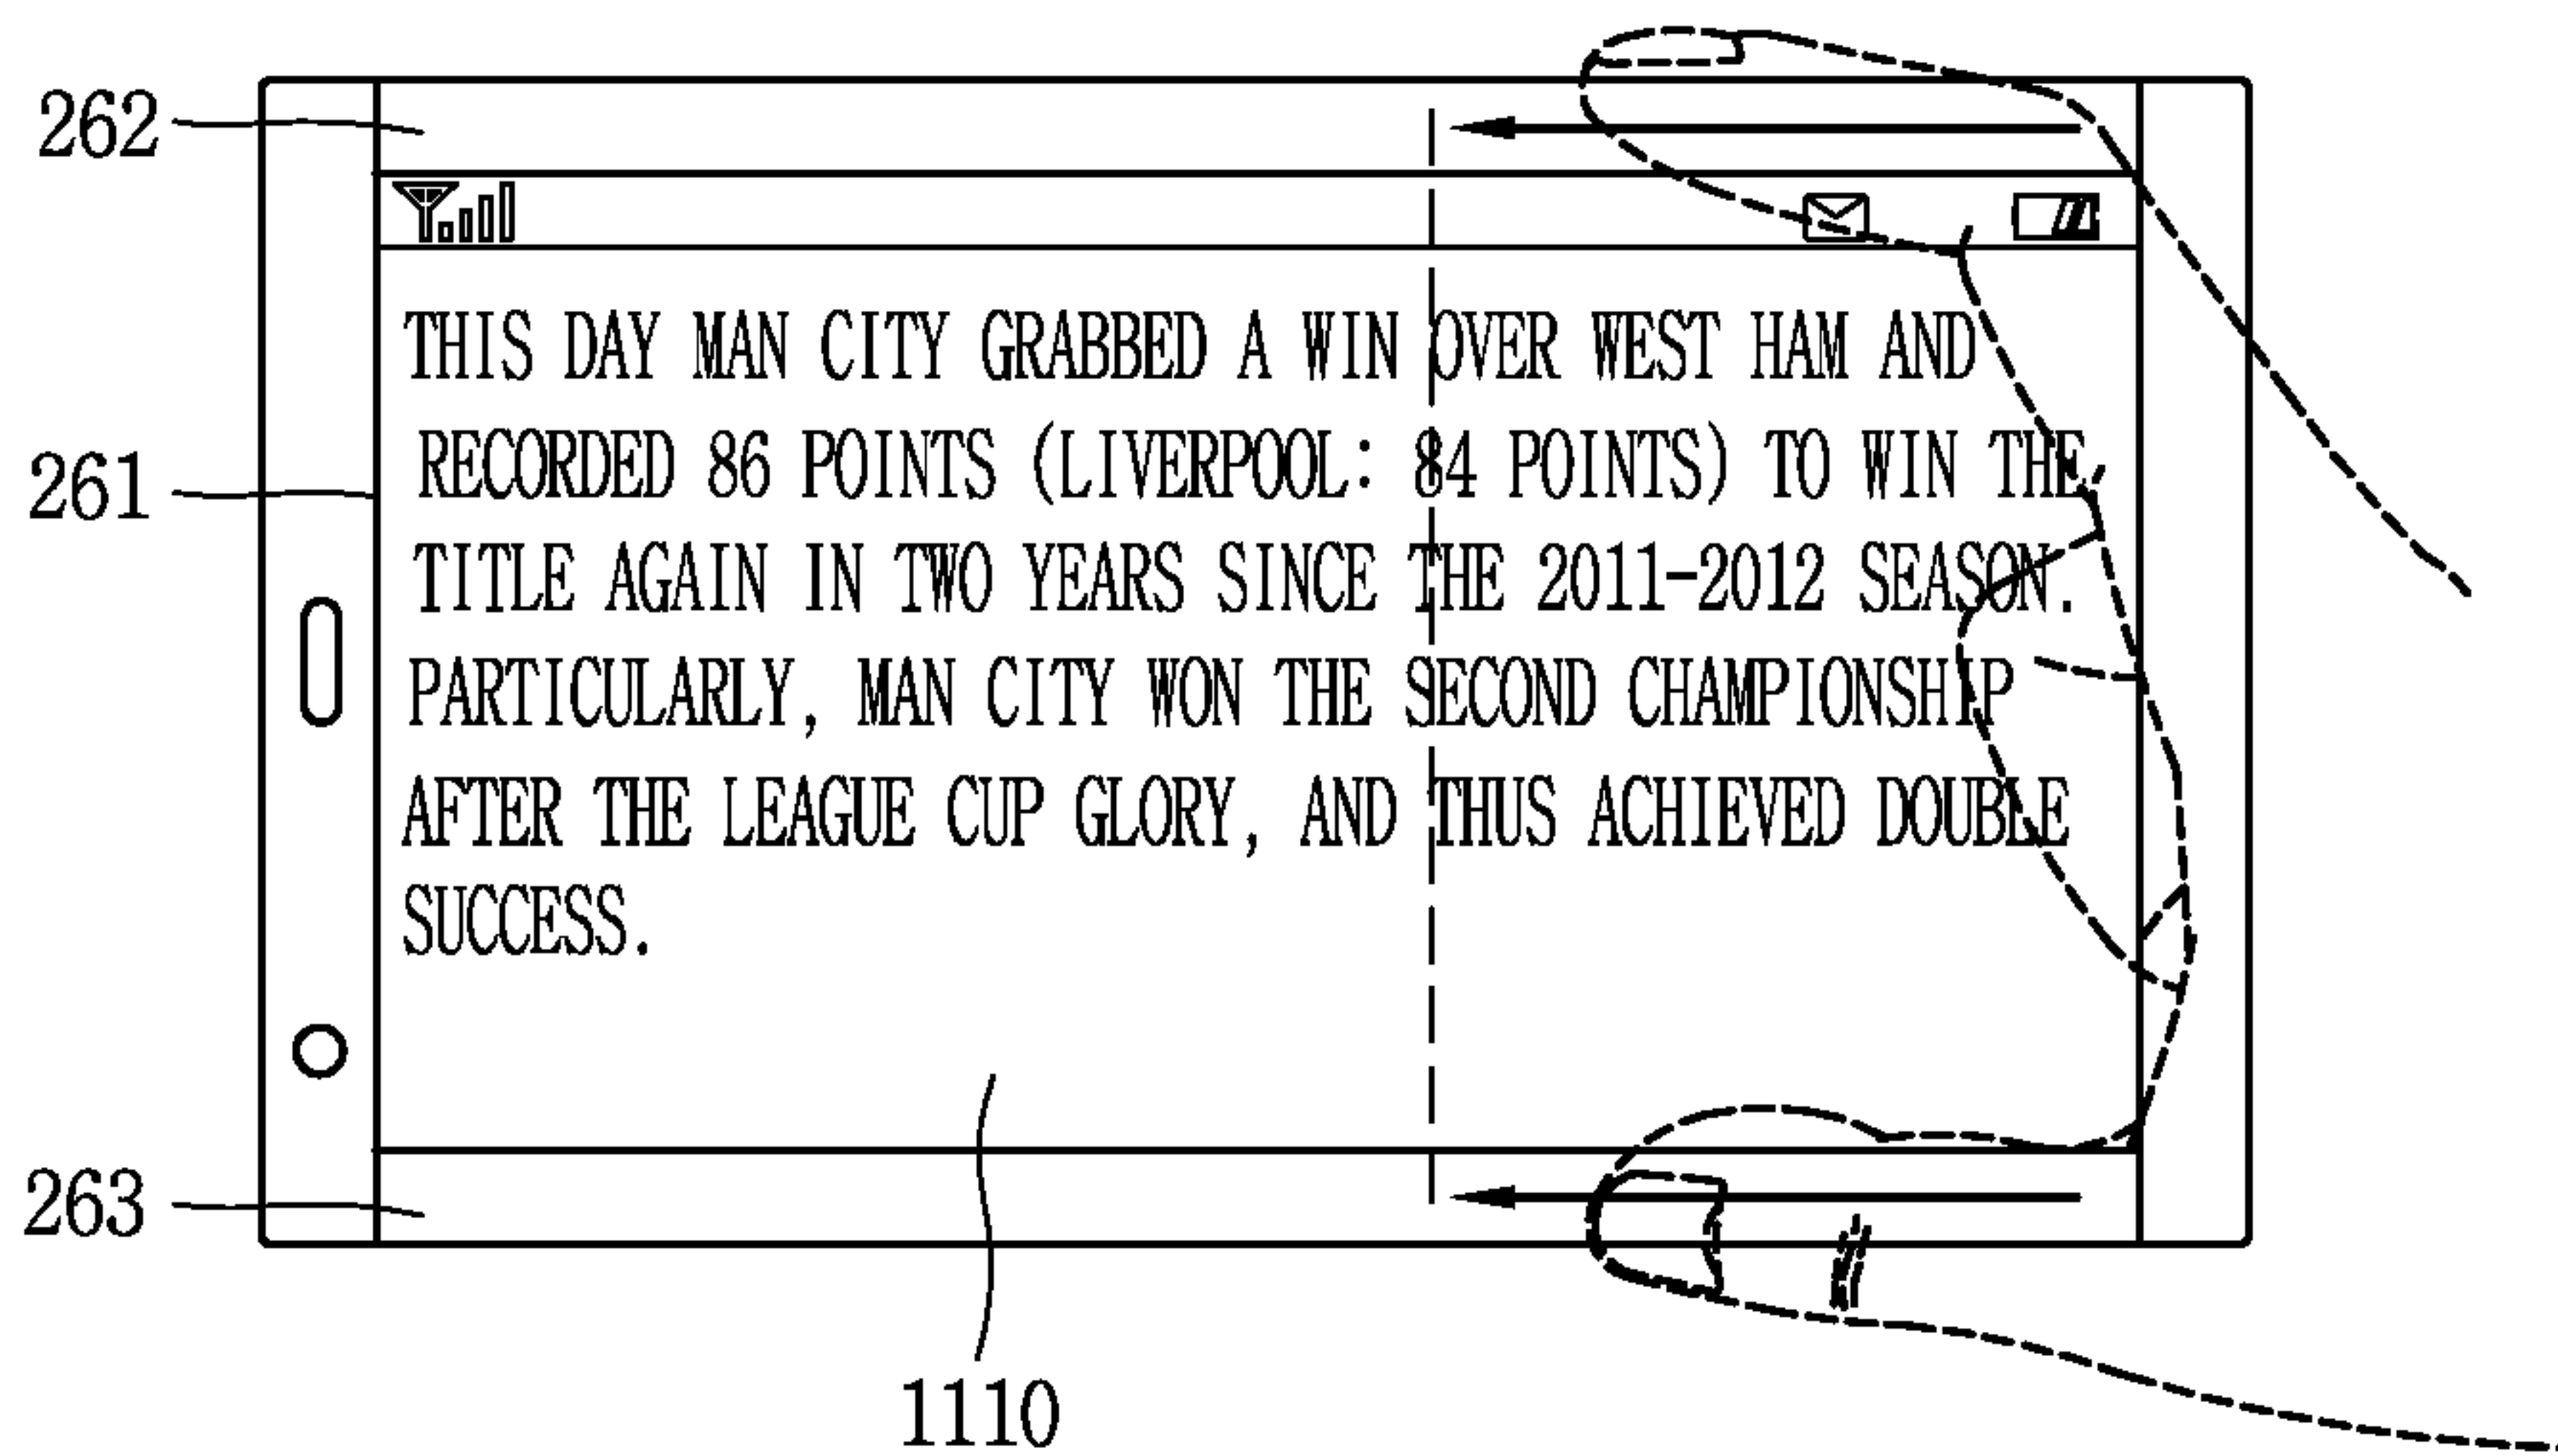 262
THIS DAY MAN CITY GRABBED A WIN OVER WEST HAM AND
RECORDED 86 POINTS (LIVERPOOL: 84 POINTS) TO WIN THE
261
TITLE AGAIN IN TWO YEARS SINCE THE 2011-2012 SEASON.
PARTICULARLY, MAN CITY WON THE SECOND CHAMPIONSHIP
AFTER THE LEAGUE CUP GLORY, AND THUS ACHIEVED DOUBLE
SUCCESS.
263
1110